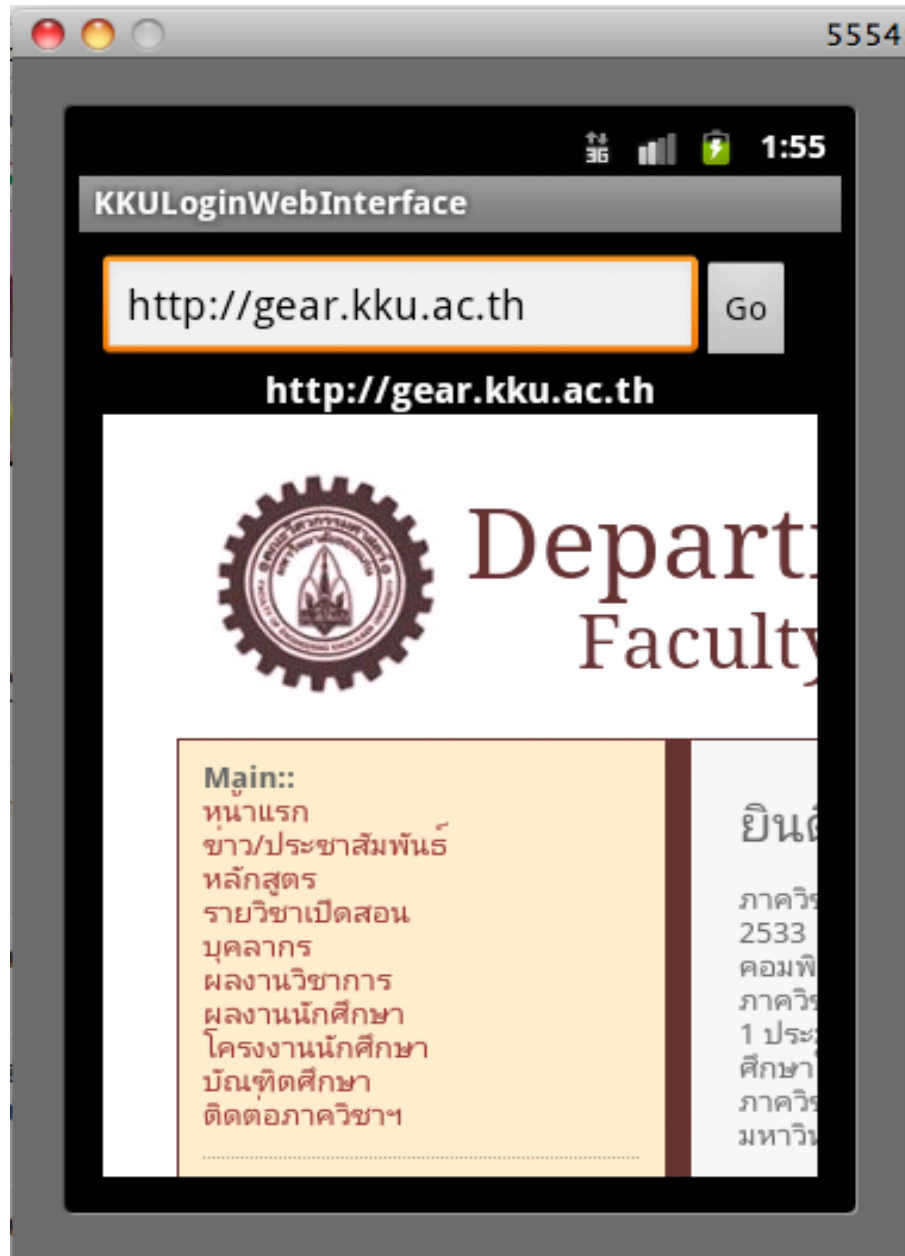 5554
3G 1:55
KKULoginWebInterface
http://gear.kku.ac.th Go
http://gear.kku.ac.th
Main::
หน้าแรก
ข่าว/ประชาสัมพันธ์
หลักสูตร
รายวิชาเปิดสอน
บุคลากร
ผลงานวิชาการ
ผลงานนักศึกษา
โครงงานนักศึกษา
บัณฑิตศึกษา
ติดต่อภาควิชาฯ
Faculty
2533
1